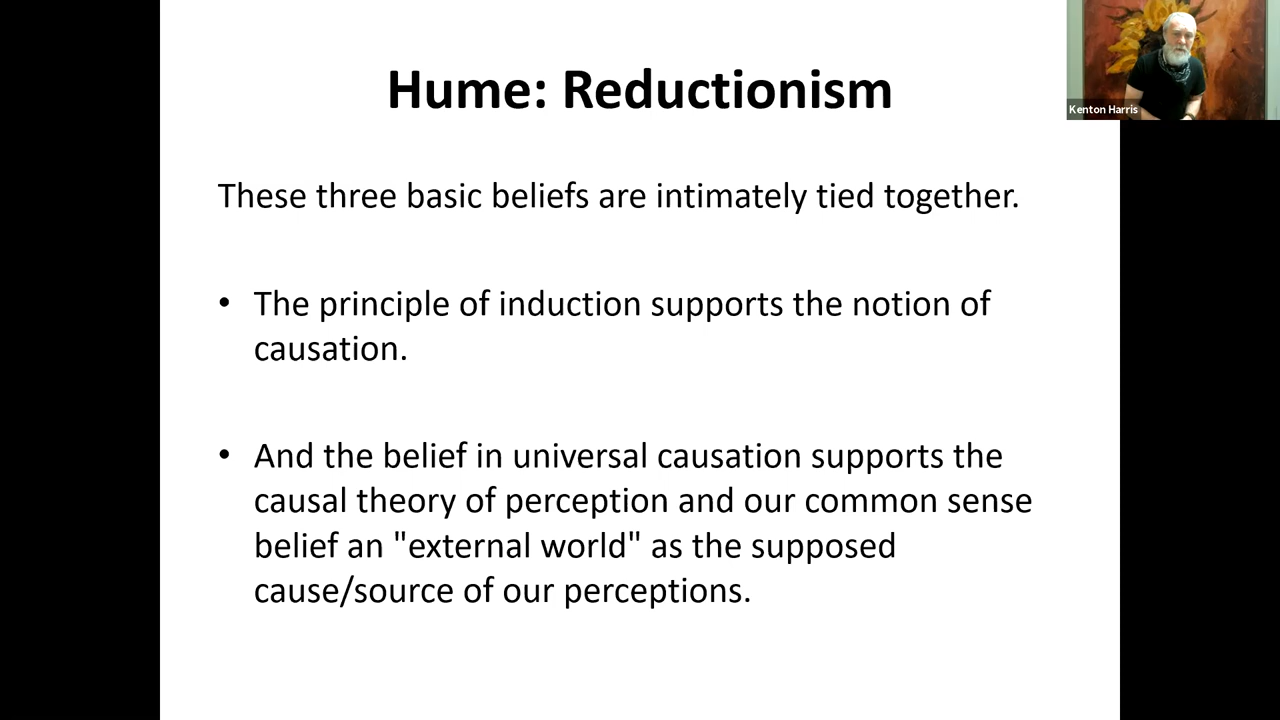 Hume: Reductionism
Kenton Harris
These three basic beliefs are intimately tied together.
• The principle of induction supports the notion of
causation.
• And the belief in universal causation supports the
causal theory of perception and our common sense
belief an "external world" as the supposed
cause/source of our perceptions.